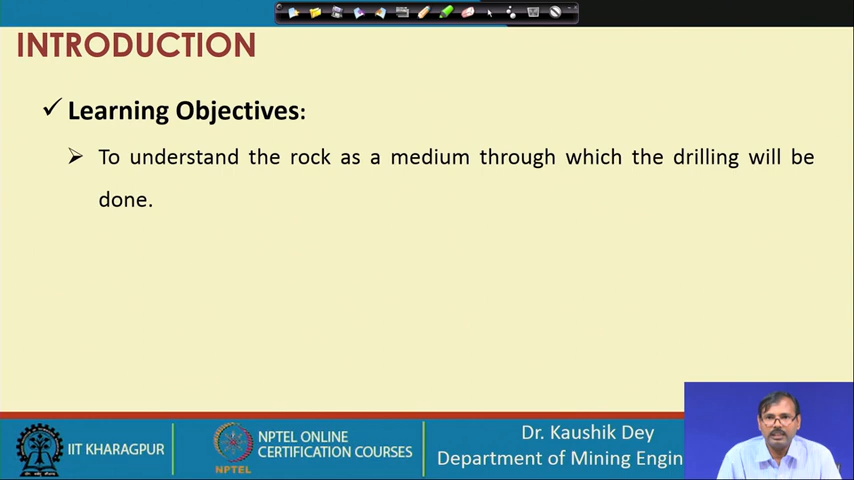 INTRODUCTION
✓ Learning Objectives:
➢ To understand the rock as a medium through which the drilling will be
done.
IIT KHARAGPUR
NPTEL
NPTEL ONLINE
CERTIFICATION COURSES
Dr. Kaushik Dey
Department of Mining Engin